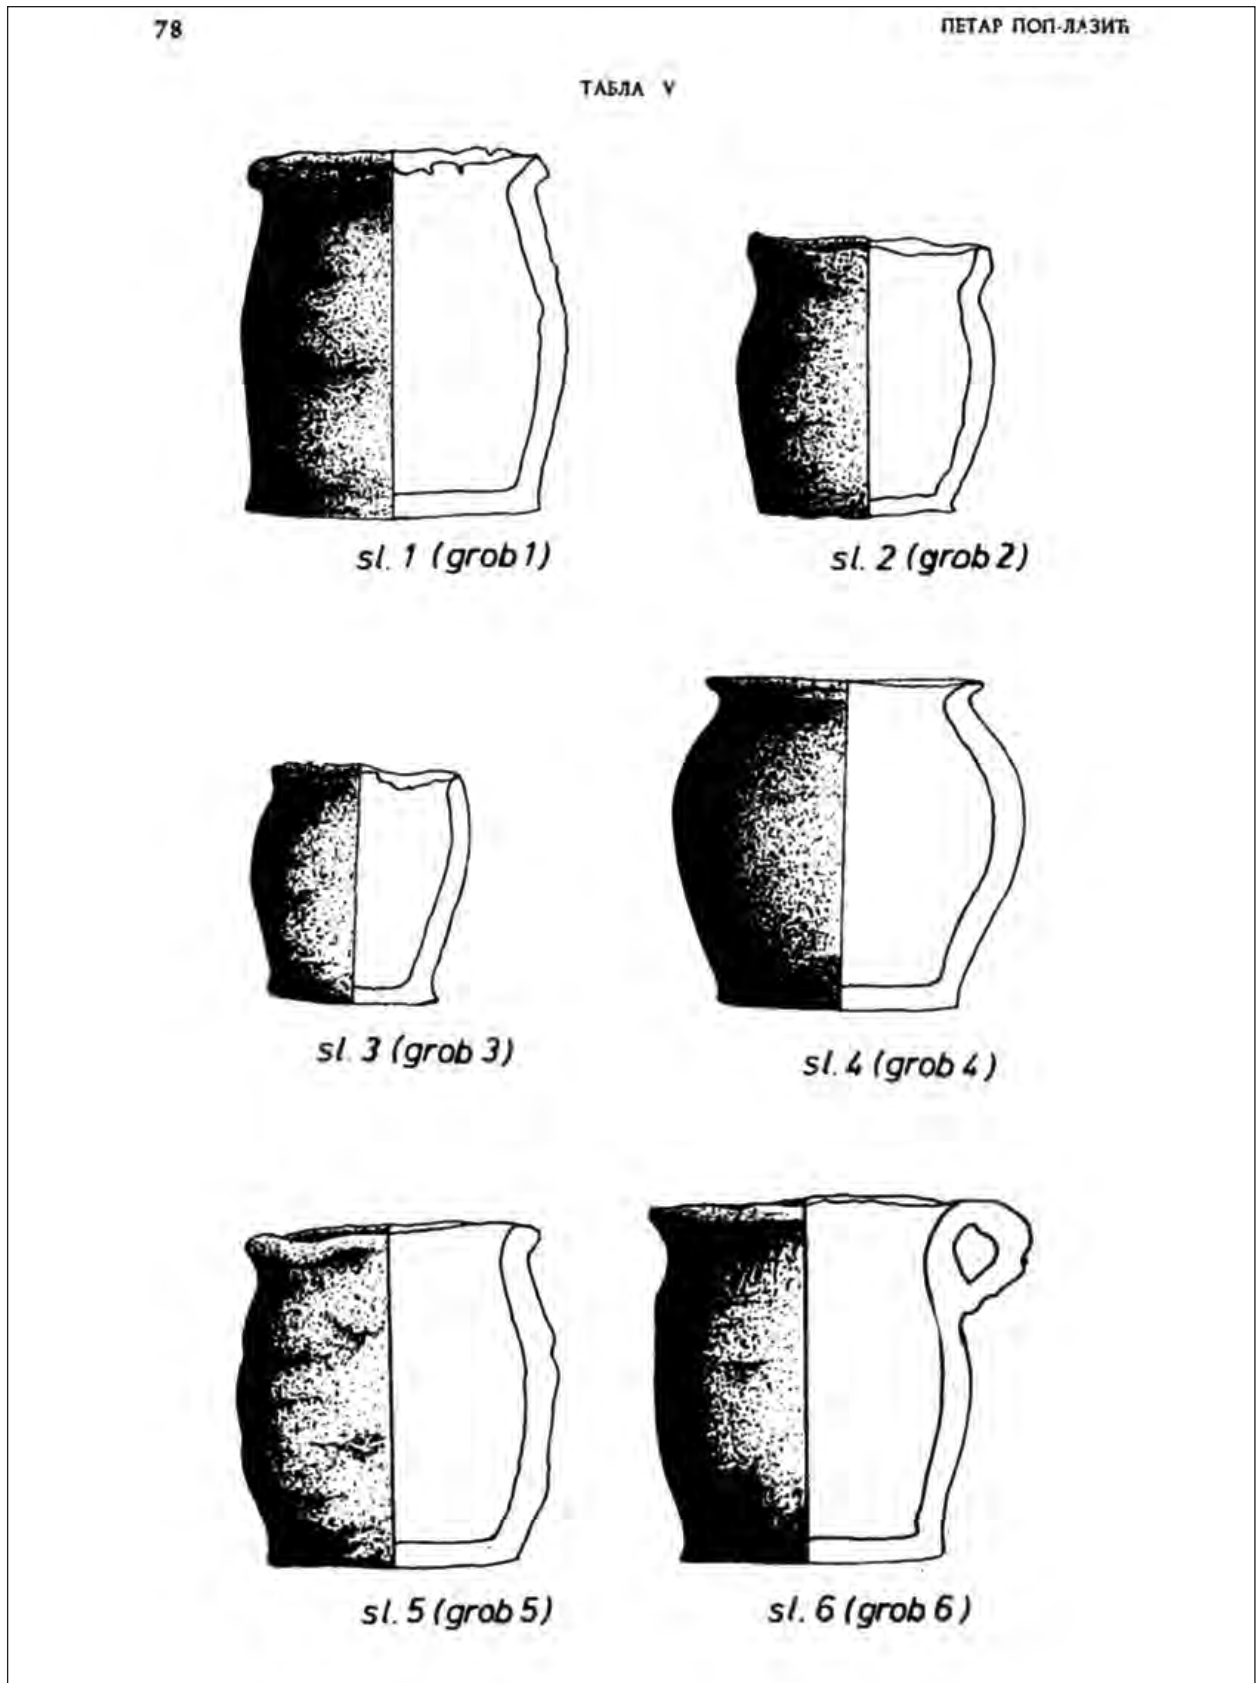 78
ПЕТАР ПОП-ЛАЗИЋ
ТАБЛА V
sl. 1 (grob 1)
sl. 2 (grob 2)
sl. 3 (grob 3)
sl. 4 (grob 4)
sl. 5 (grob 5)
sl. 6 (grob 6)